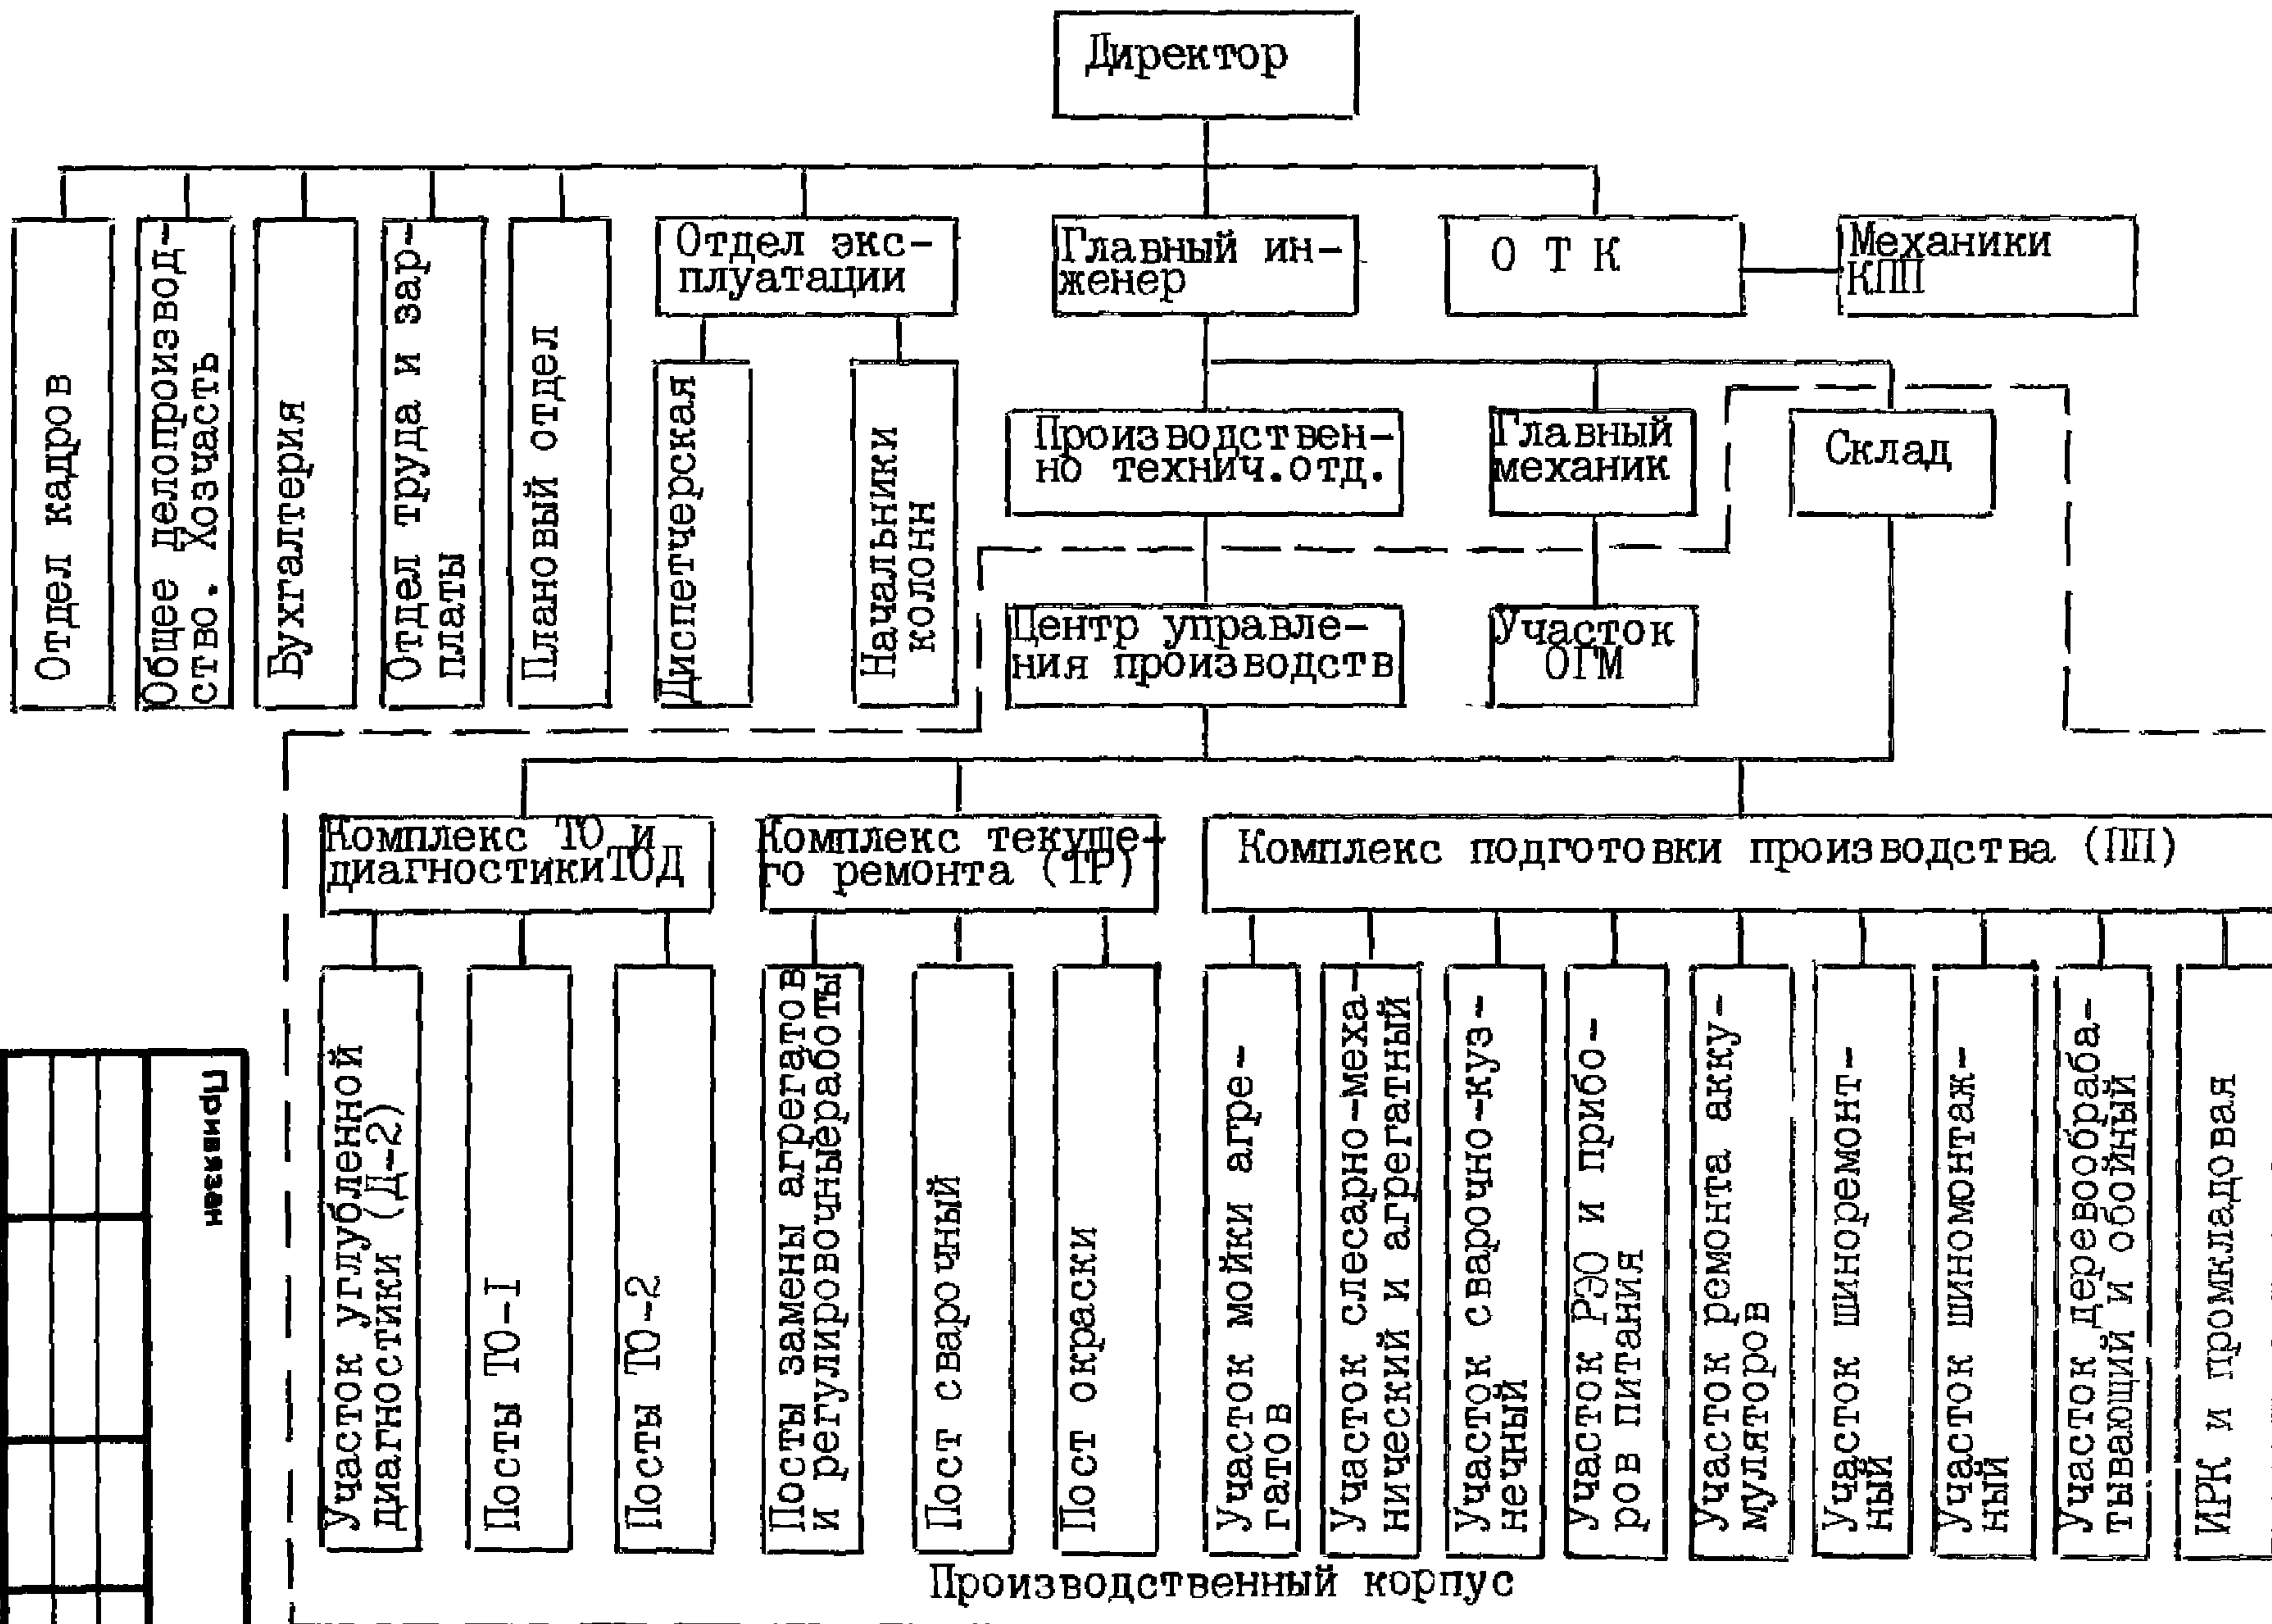 Директор
Отдел кадров
Общее делопроизвод-
ство. Хозчасть
Бухгалтерия
Отдел труда и зар-
платы
Плановый отдел
Отдел экс-
плуатации
Главный ин-
женер
О Т К
Механики
КПП
Диспетчерская
Начальники
колонн
Производствен-
но технич.отд.
Главный
механик
Склад
Центр управле-
ния производств
Участок
ОГМ
Комплекс ТО и
диагностики ТОД
Комплекс текуще-
го ремонта (ТР)
Комплекс подготовки производства (ПП)
Участок углубленной
диагностики (Д-2)
Посты ТО-I
Посты ТО-2
Посты замены агрегатов
и регулировочные работы
Пост сварочный
Пост окраски
Участок мойки агре-
гатов
Участок слесарно-меха-
нический и агрегатный
Участок сварочно-куз-
нечный
Участок РЭО и прибо-
ров питания
Участок ремонта акку-
муляторов
Участок шиноремонт-
ный
Участок шиномонтаж-
ный
Участок деревообраба-
тывающий и обойный
ИРК и промкладовая
Производственный корпус
Привязан